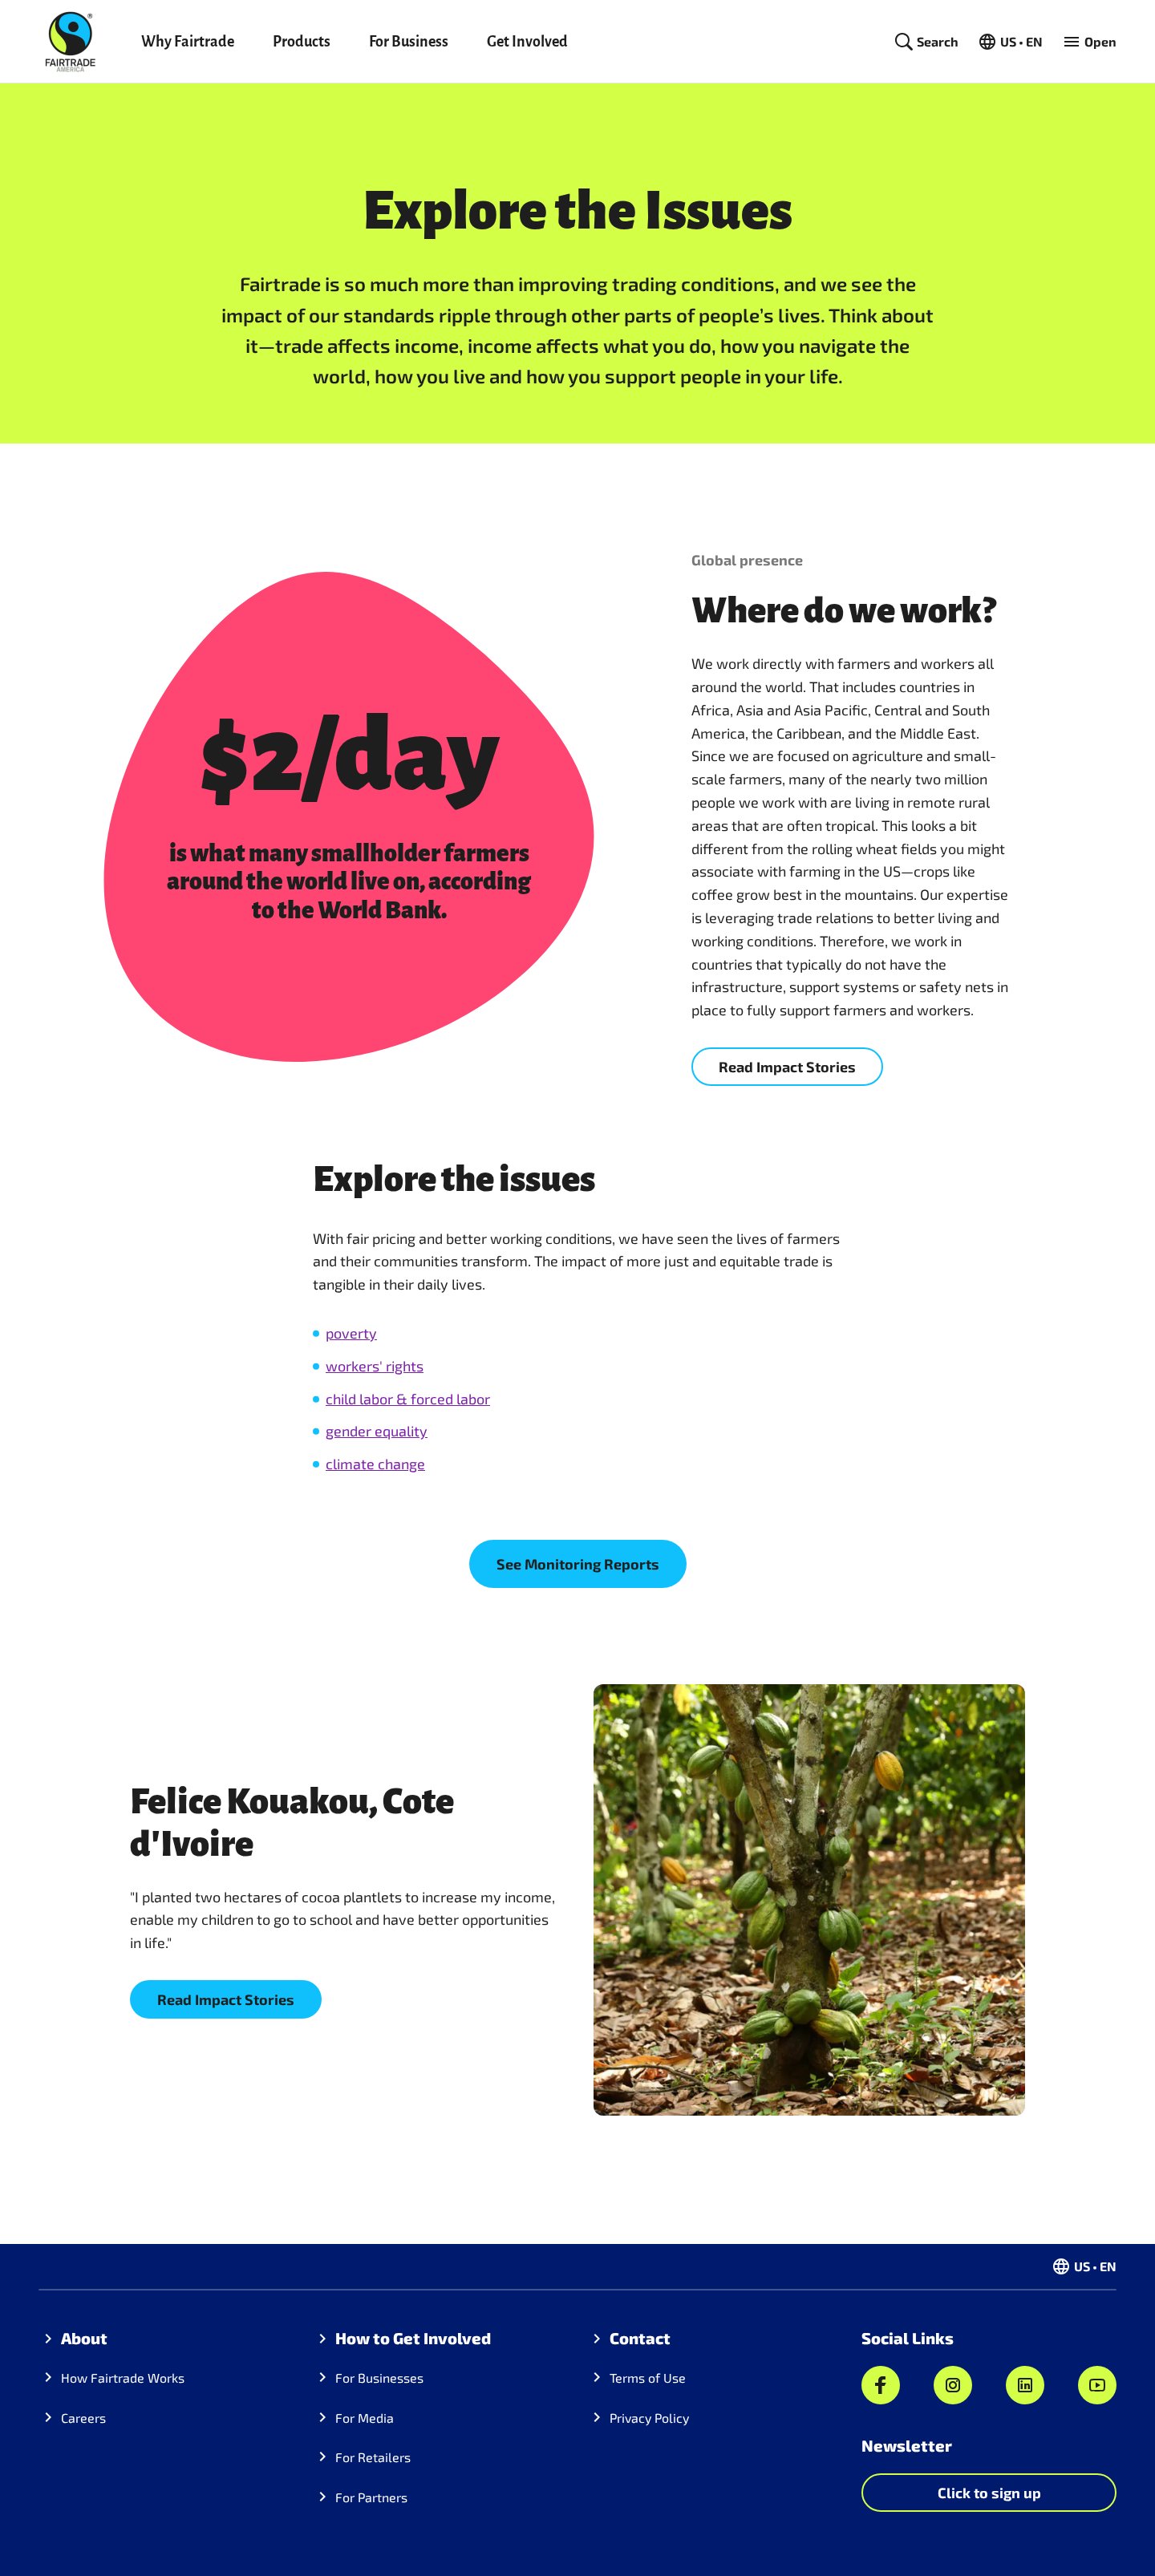 FAIRTRADE
AMERICA
Why Fairtrade
Products
For Business
Get Involved
Search
US • EN
Open
Explore the Issues
Fairtrade is so much more than improving trading conditions, and we see the
impact of our standards ripple through other parts of people’s lives. Think about
it—trade affects income, income affects what you do, how you navigate the
world, how you live and how you support people in your life.
$2/day
is what many smallholder farmers
around the world live on, according
to the World Bank.
Global presence
Where do we work?
We work directly with farmers and workers all
around the world. That includes countries in
Africa, Asia and Asia Pacific, Central and South
America, the Caribbean, and the Middle East.
Since we are focused on agriculture and small-
scale farmers, many of the nearly two million
people we work with are living in remote rural
areas that are often tropical. This looks a bit
different from the rolling wheat fields you might
associate with farming in the US—crops like
coffee grow best in the mountains. Our expertise
is leveraging trade relations to better living and
working conditions. Therefore, we work in
countries that typically do not have the
infrastructure, support systems or safety nets in
place to fully support farmers and workers.
Read Impact Stories
Explore the issues
With fair pricing and better working conditions, we have seen the lives of farmers
and their communities transform. The impact of more just and equitable trade is
tangible in their daily lives.
poverty
workers' rights
child labor & forced labor
gender equality
climate change
See Monitoring Reports
Felice Kouakou, Cote
d'Ivoire
"I planted two hectares of cocoa plantlets to increase my income,
enable my children to go to school and have better opportunities
in life."
Read Impact Stories
US • EN
About
How Fairtrade Works
Careers
How to Get Involved
For Businesses
For Media
For Retailers
For Partners
Contact
Terms of Use
Privacy Policy
Social Links
Newsletter
Click to sign up